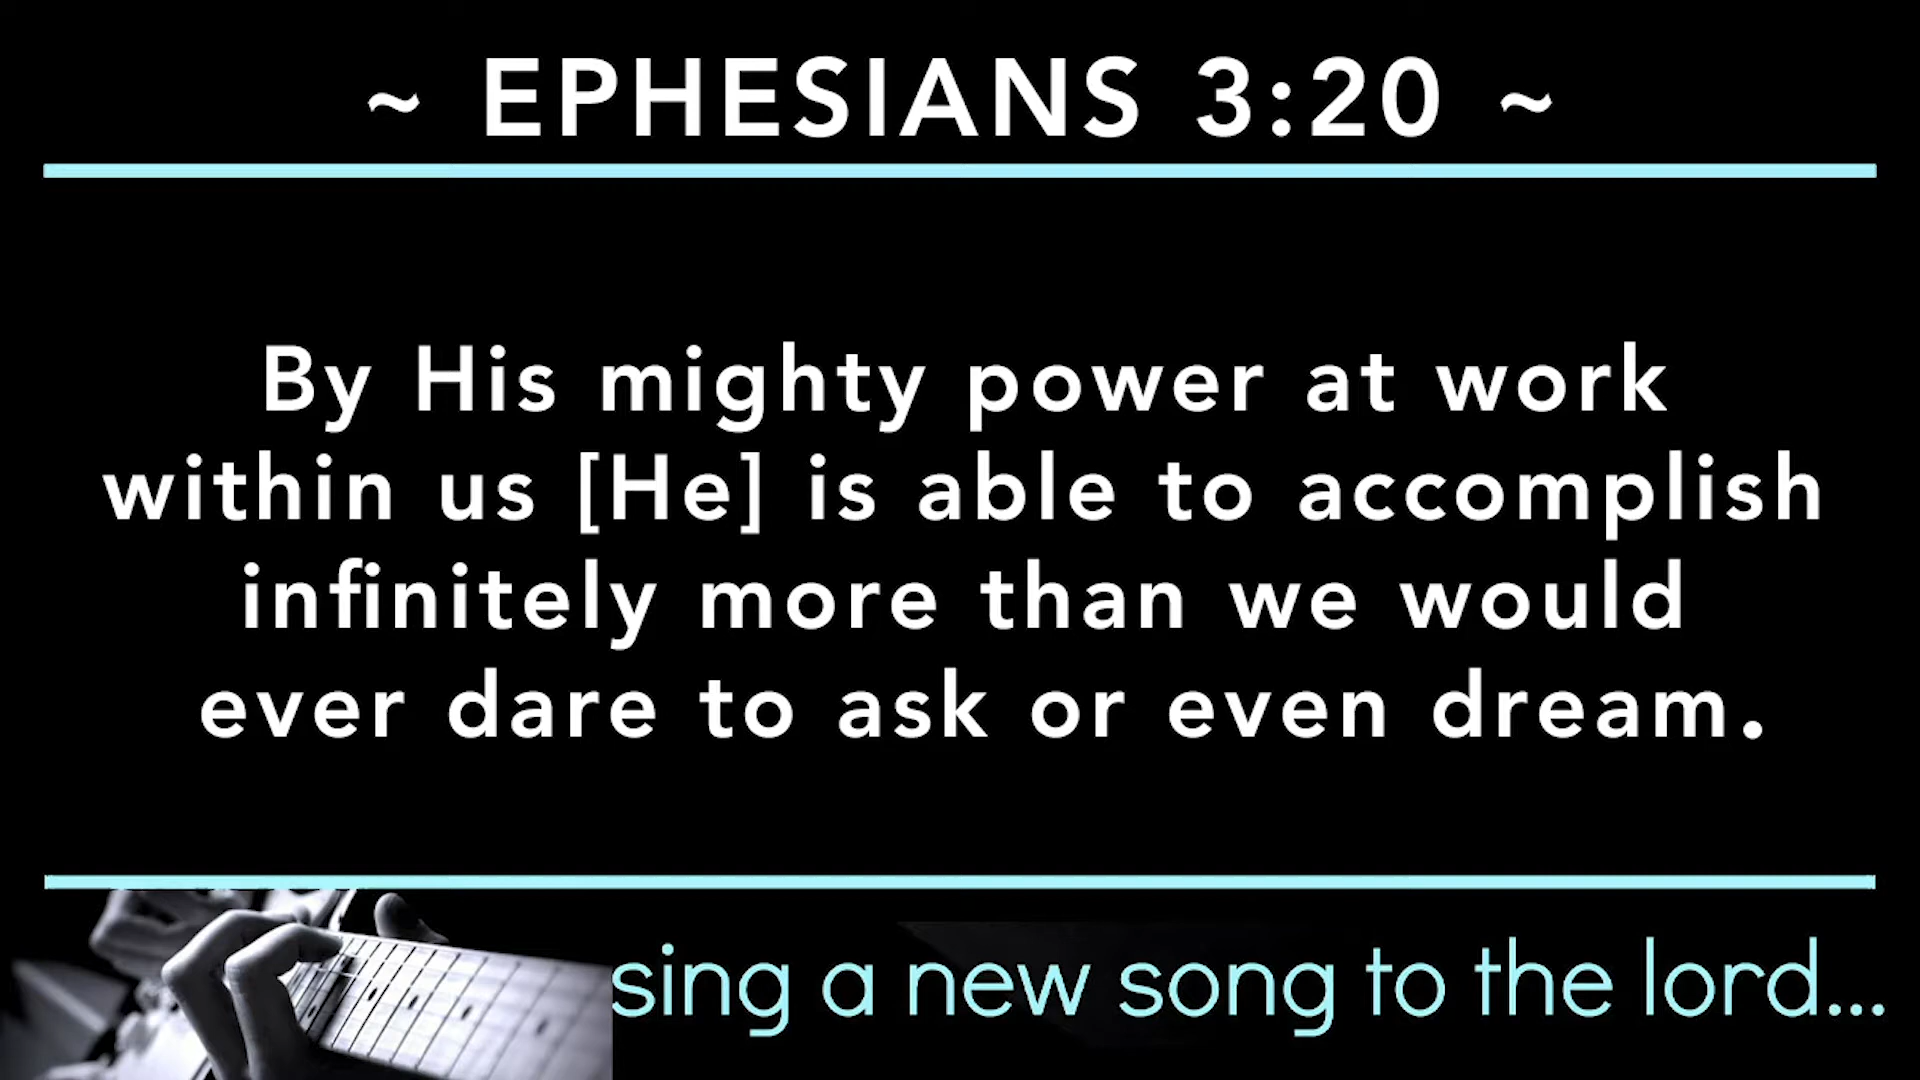 ~ EPHESIANS 3:20 ~
By His mighty power at work
within us [He] is able to accomplish
infinitely more than we would
ever dare to ask or even dream.
sing a new song to the lord...